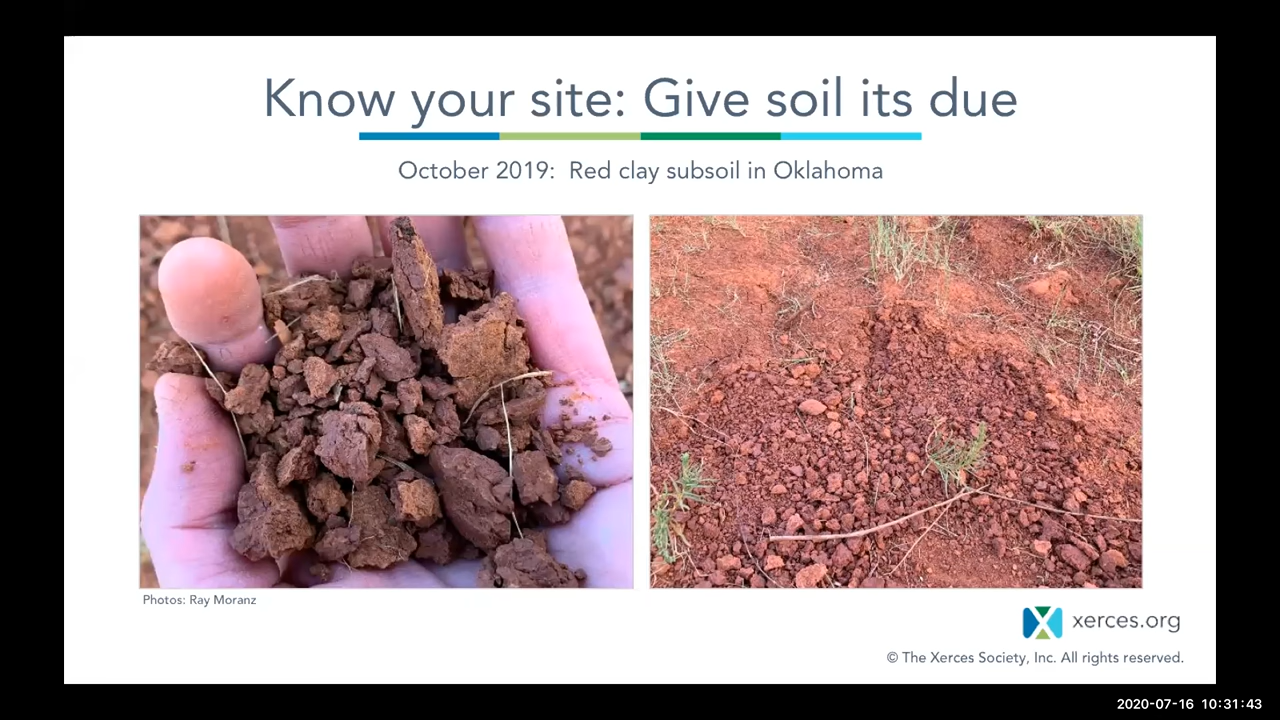 Know your site: Give soil its due
October 2019:  Red clay subsoil in Oklahoma
Photos: Ray Moranz
xerces.org
© The Xerces Society, Inc. All rights reserved.
2020-07-16 10:31:43